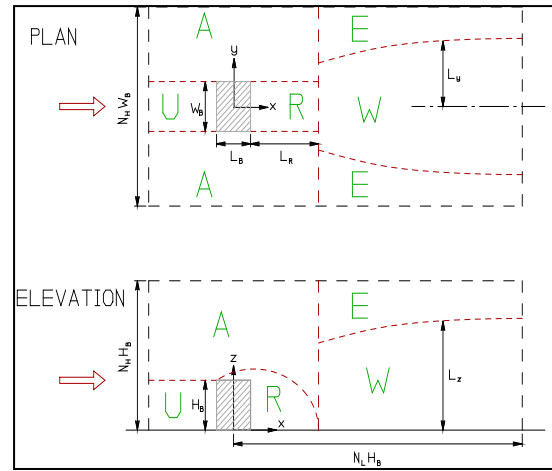 PLAN
A
E
y
L_y
N_H W_B
U
W_B
x
R
W
L_B
L_R
A
E
ELEVATION
A
E
N_H H_B
z
L_z
U
H_B
R
W
x
N_L H_B